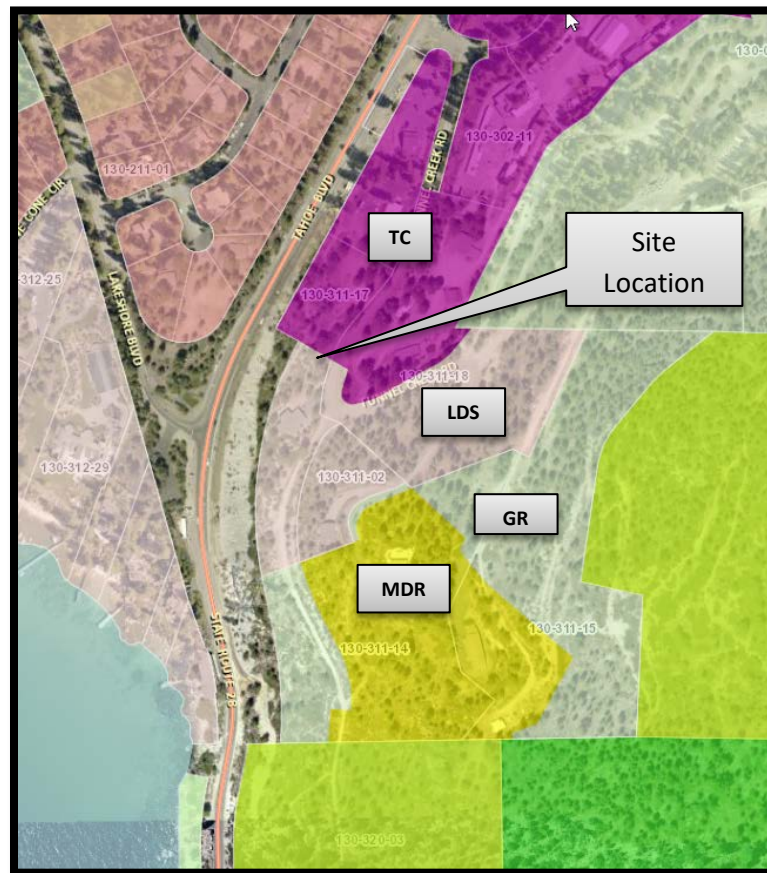 130-302-11
CREEK RD
130-211-01
TAHOE BLVD
TC
Site
Location
312-25
130-311-17
LAKESHORE BLVD
130-311-18
LDS
130-312-29
130-311-02
GR
MDR
130-311-15
130-311-14
STATE ROUTE 28
130-320-03